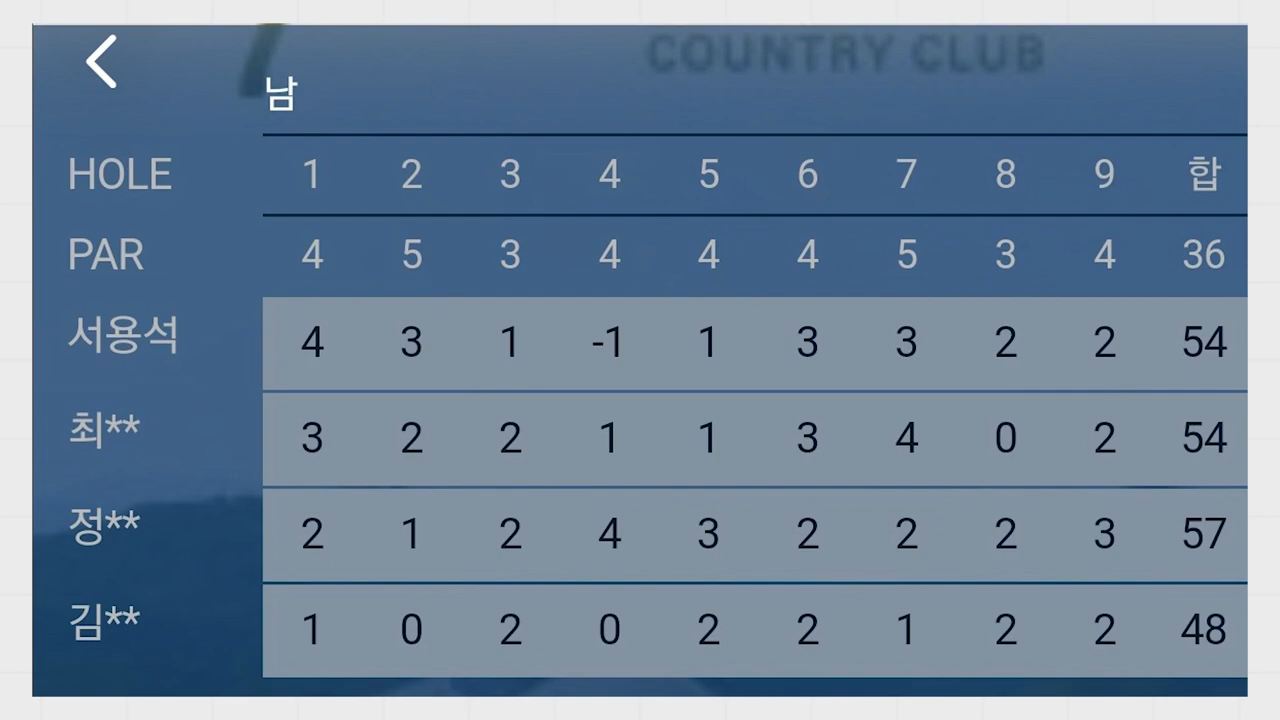 COUNTRY CLUB
남
HOLE 1 2 3 4 5 6 7 8 9 합
PAR 4 5 3 4 4 4 5 3 4 36
서용석 4 3 1 -1 1 3 3 2 2 54
최** 3 2 2 1 1 3 4 0 2 54
정** 2 1 2 4 3 2 2 2 3 57
김** 1 0 2 0 2 2 1 2 2 48